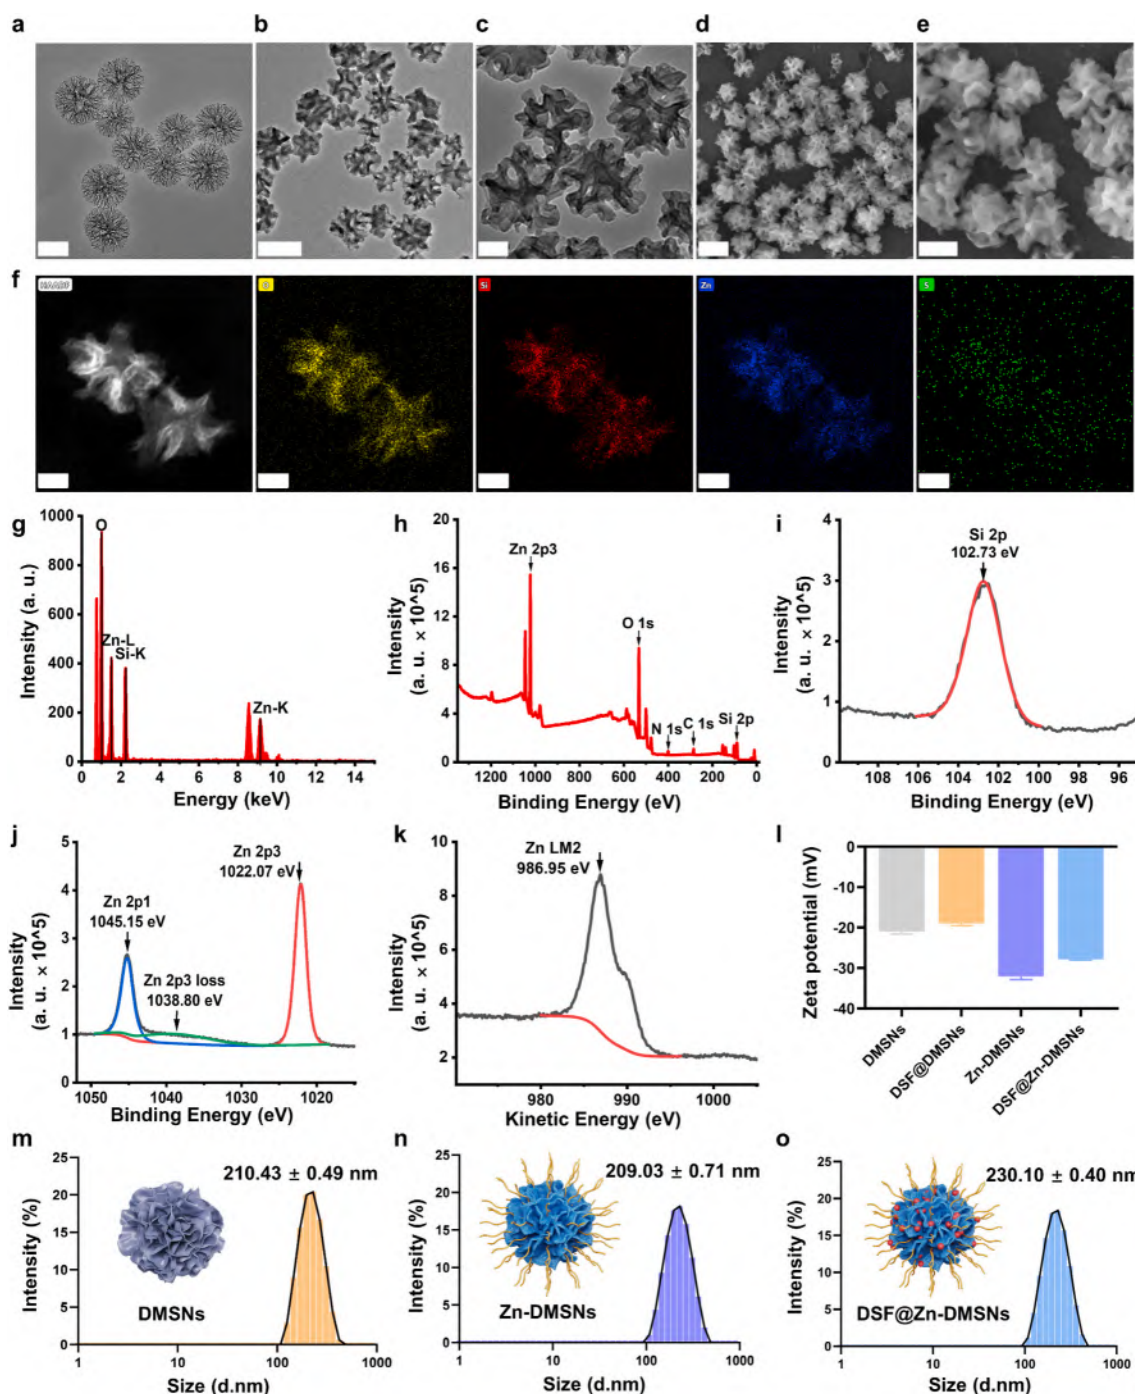 a
b
c
d
e
f
HAADF
O
Si
Zn
S
g
1000
800
600
400
200
0
Intensity (a. u.)
O
Zn-L
Si-K
Zn-K
0 2 4 6 8 10 12 14
Energy (keV)
h
20
16
12
8
4
0
Intensity
(a. u. × 10^5)
Zn 2p3
O 1s
N 1s
C 1s
Si 2p
1200 1000 800 600 400 200 0
Binding Energy (eV)
i
4
3
2
1
0
Intensity
(a. u. × 10^5)
Si 2p
102.73 eV
108 106 104 102 100 98 96
Binding Energy (eV)
j
5
4
3
2
1
0
Intensity
(a. u. × 10^5)
Zn 2p3
1022.07 eV
Zn 2p1
1045.15 eV
Zn 2p3 loss
1038.80 eV
1050 1040 1030 1020
Binding Energy (eV)
k
10
8
6
4
2
Intensity
(a. u. × 10^5)
Zn LM2
986.95 eV
980 990 1000
Kinetic Energy (eV)
l
0
-10
-20
-30
-40
Zeta potential (mV)
DMSNs
DSF@DMSNs
Zn-DMSNs
DSF@Zn-DMSNs
m
25
20
15
10
5
0
Intensity (%)
210.43 ± 0.49 nm
DMSNs
1 10 100 1000
Size (d.nm)
n
25
20
15
10
5
0
Intensity (%)
209.03 ± 0.71 nm
Zn-DMSNs
1 10 100 1000
Size (d.nm)
o
25
20
15
10
5
0
Intensity (%)
230.10 ± 0.40 nm
DSF@Zn-DMSNs
1 10 100 1000
Size (d.nm)